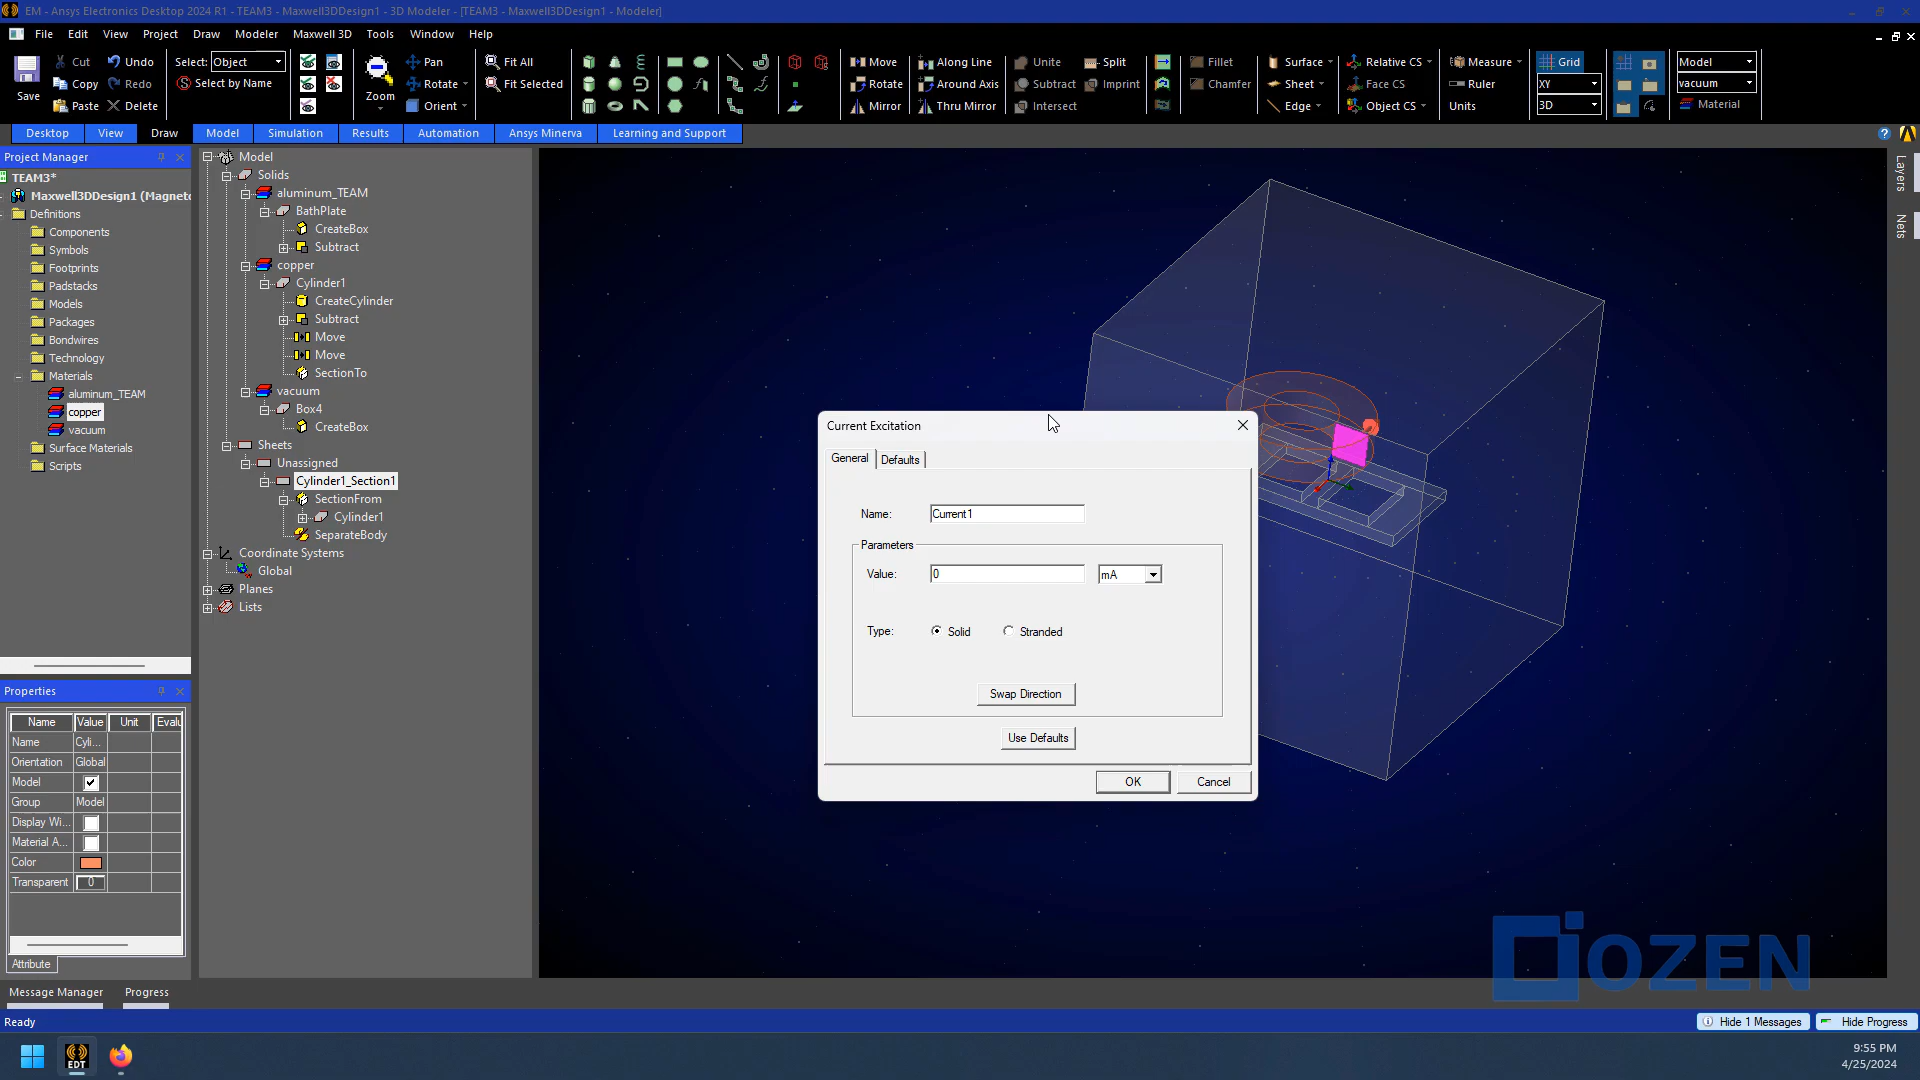 EM - Ansys Electronics Desktop 2024 R1 - TEAM3 - Maxwell3DDesign1 - 3D Modeler - [TEAM3 - Maxwell3DDesign1 - Modeler]
File Edit View Project Draw Modeler Maxwell 3D Tools Window Help
Cut Undo Select: Object Pan Fit All Move Along Line Unite Split Fillet Surface Relative CS Measure Grid Model
Save Copy Redo Select by Name Zoom Rotate Fit Selected Rotate Around Axis Subtract Imprint Chamfer Sheet Face CS Ruler XY vacuum
Paste Delete Orient Mirror Thru Mirror Intersect Edge Object CS Units 3D Material
Desktop View Draw Model Simulation Results Automation Ansys Minerva Learning and Support
Project Manager
TEAM3*
Maxwell3DDesign1 (Magneto
Definitions
Components
Symbols
Footprints
Padstacks
Models
Packages
Bondwires
Technology
Materials
aluminum_TEAM
copper
vacuum
Surface Materials
Scripts
Model
Solids
aluminum_TEAM
BathPlate
CreateBox
Subtract
copper
Cylinder1
CreateCylinder
Subtract
Move
Move
SectionTo
vacuum
Box4
CreateBox
Sheets
Unassigned
Cylinder1_Section1
SectionFrom
Cylinder1
SeparateBody
Coordinate Systems
Global
Planes
Lists
Layers
Nets
Current Excitation
General Defaults
Name: Current1
Parameters
Value: 0 mA
Type: Solid Stranded
Swap Direction
Use Defaults
OK Cancel
Properties
Name Value Unit Evalu
Name Cyli...
Orientation Global
Model
Group Model
Display Wi...
Material A...
Color
Transparent 0
Attribute
OZEN
Message Manager Progress
Ready
Hide 1 Messages Hide Progress
EDT
9:55 PM
4/25/2024